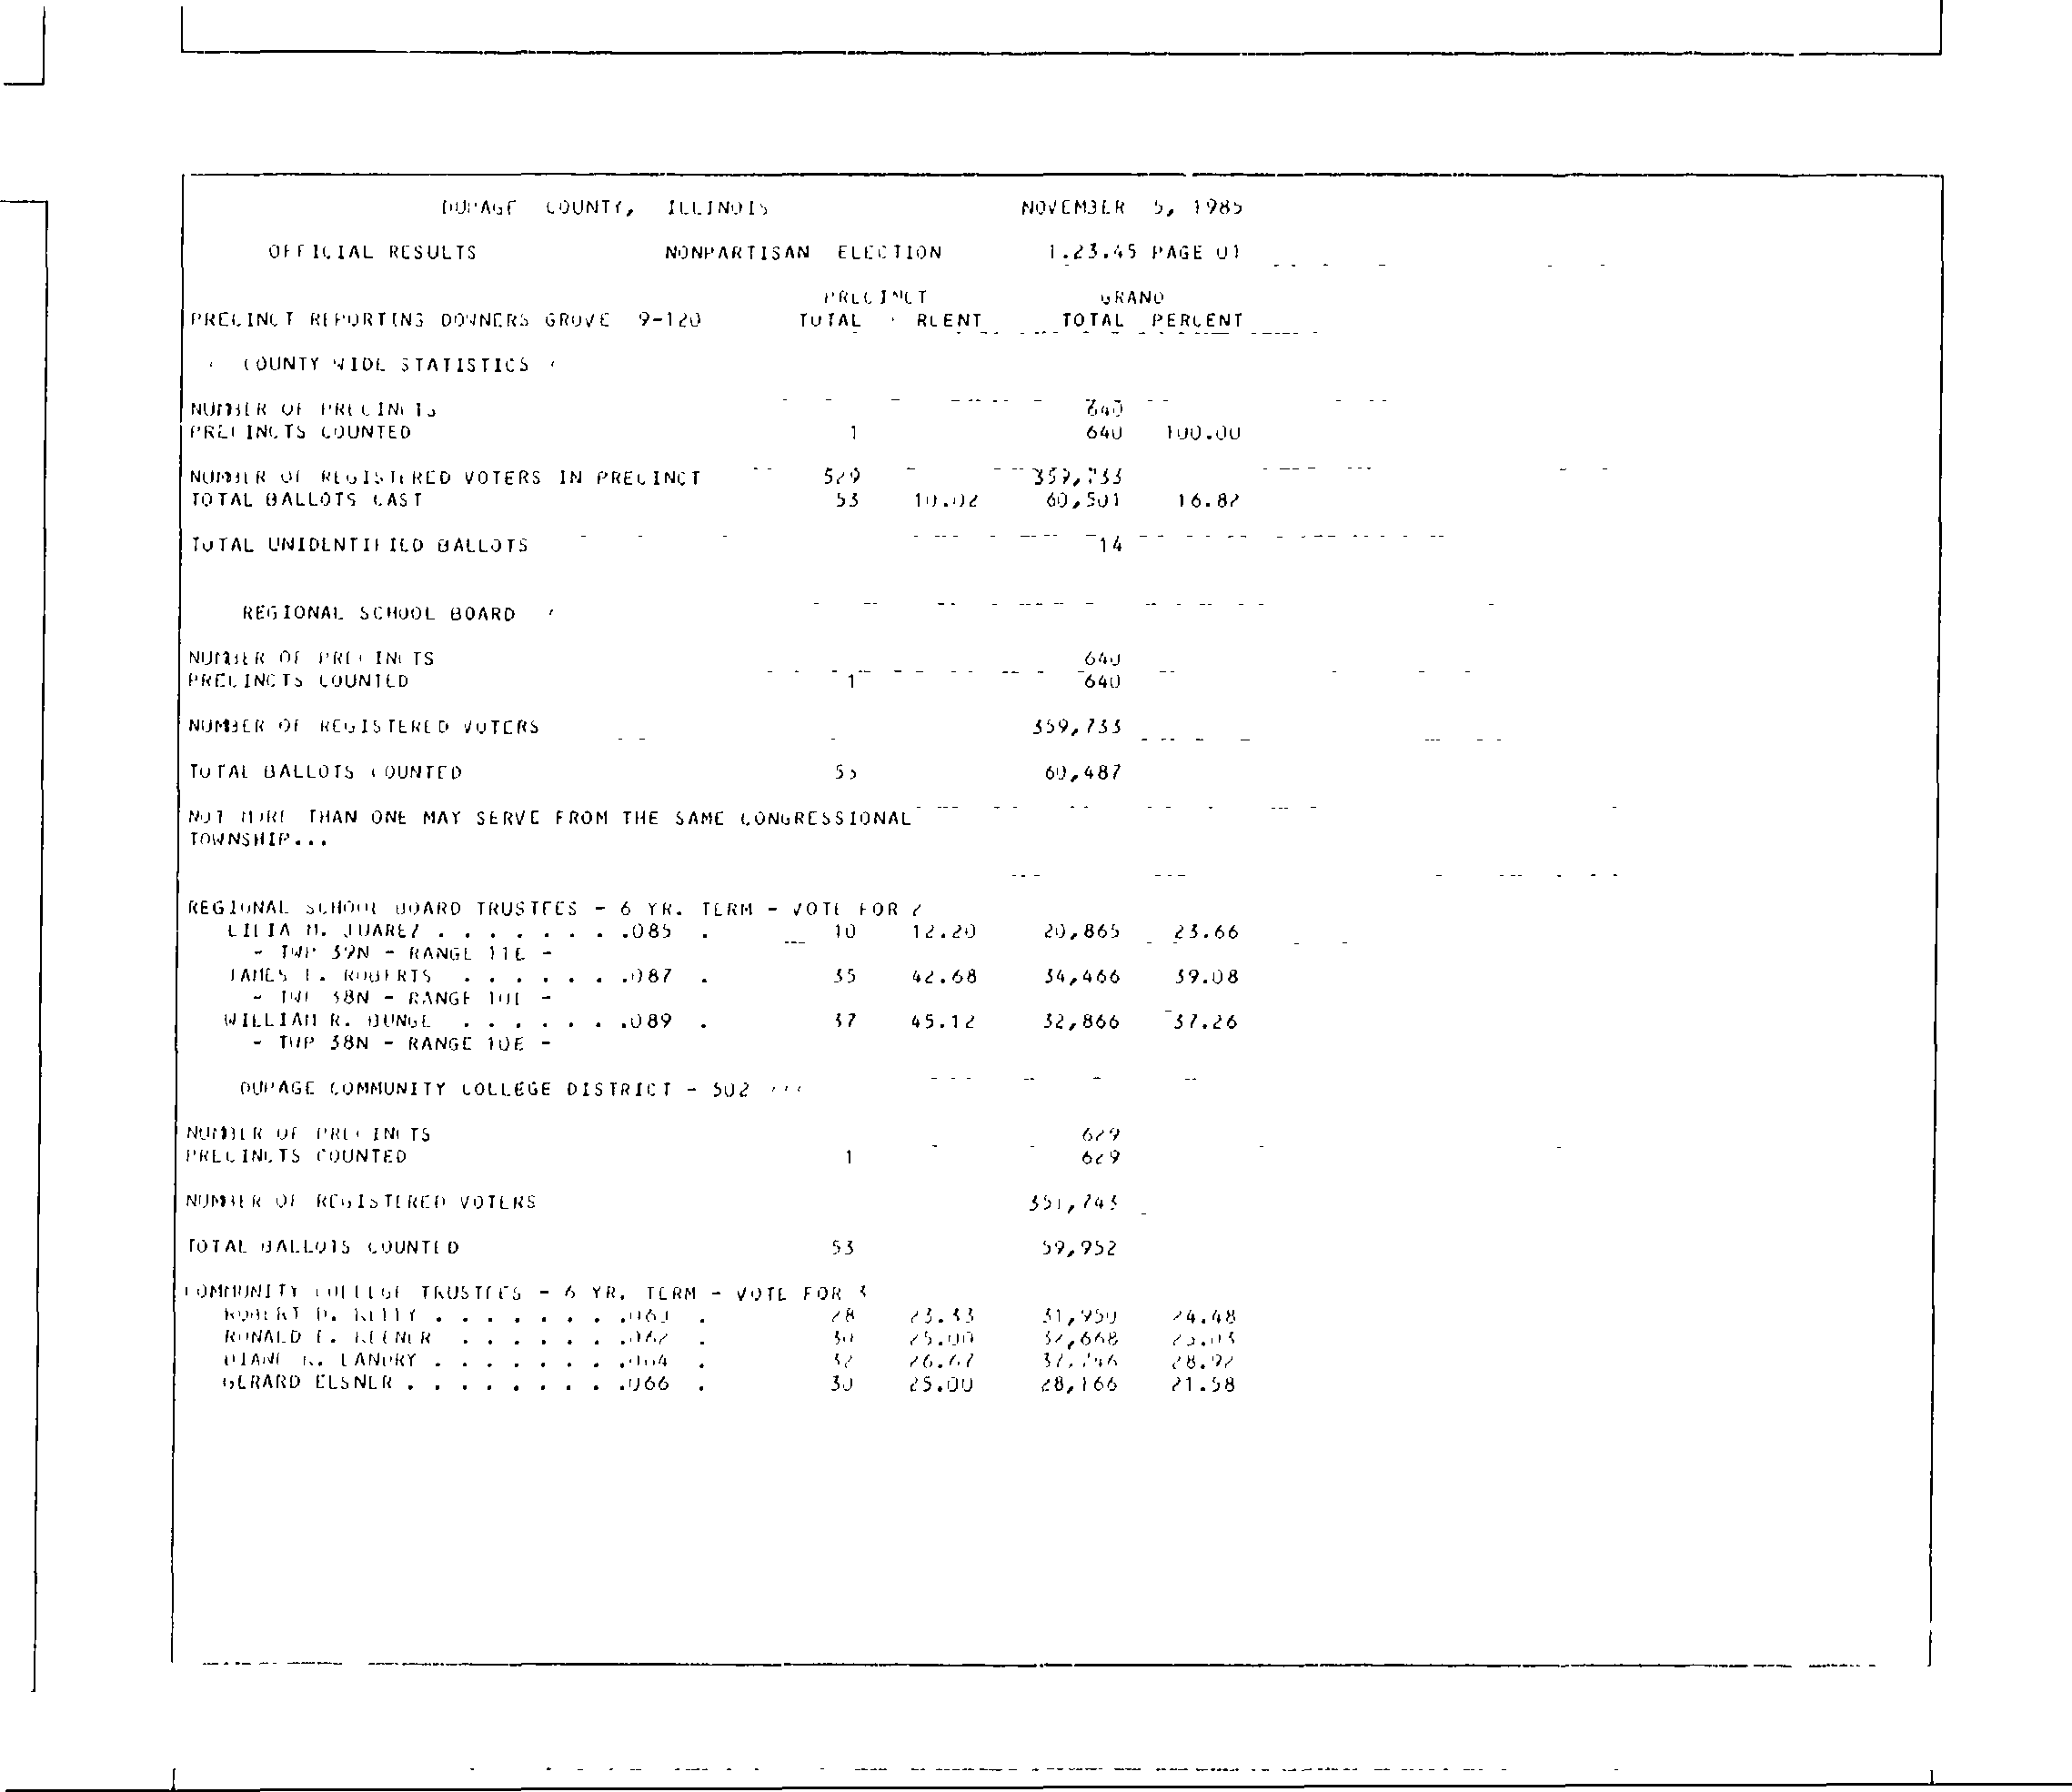 DUPAGE COUNTY, ILLINOIS NOVEMBER 5, 1985
OFFICIAL RESULTS NONPARTISAN ELECTION 1.23.45 PAGE 01
PRECINCT GRAND
PRECINCT REPORTING DOWNERS GROVE 9-120 TOTAL RCENT TOTAL PERCENT
COUNTY WIDE STATISTICS
NUMBER OF PRECINCTS 640
PRECINCTS COUNTED 1 640 100.00
NUMBER OF REGISTERED VOTERS IN PRECINCT 529 359,733
TOTAL BALLOTS CAST 53 10.02 60,501 16.82
TOTAL UNIDENTIFIED BALLOTS 14
REGIONAL SCHOOL BOARD
NUMBER OF PRECINCTS 640
PRECINCTS COUNTED 1 640
NUMBER OF REGISTERED VOTERS 359,733
TOTAL BALLOTS COUNTED 53 60,487
NOT MORE THAN ONE MAY SERVE FROM THE SAME CONGRESSIONAL
TOWNSHIP...
REGIONAL SCHOOL BOARD TRUSTEES - 6 YR. TERM - VOTE FOR 2
LILIA M. JUAREZ . . . . . . . .085 . 10 12.20 20,865 23.66
- TWP 39N - RANGE 11E -
JAMES E. ROBERTS . . . . . . .087 . 35 42.68 34,466 39.08
- TWP 38N - RANGE 10E -
WILLIAM R. BUNGE . . . . . . .089 . 37 45.12 32,866 37.26
- TWP 38N - RANGE 10E -
DUPAGE COMMUNITY COLLEGE DISTRICT - 502
NUMBER OF PRECINCTS 629
PRECINCTS COUNTED 1 629
NUMBER OF REGISTERED VOTERS 351,743
TOTAL BALLOTS COUNTED 53 59,952
COMMUNITY COLLEGE TRUSTEES - 6 YR. TERM - VOTE FOR 3
ROBERT D. KELLY . . . . . . . .060 . 28 23.33 31,950 24.48
RONALD E. KEENER . . . . . . .062 . 30 25.00 32,668 25.03
DIANE K. LANDRY . . . . . . . .064 . 32 26.67 28.92
GERARD ELSNER . . . . . . . . .066 . 30 25.00 28,166 21.58